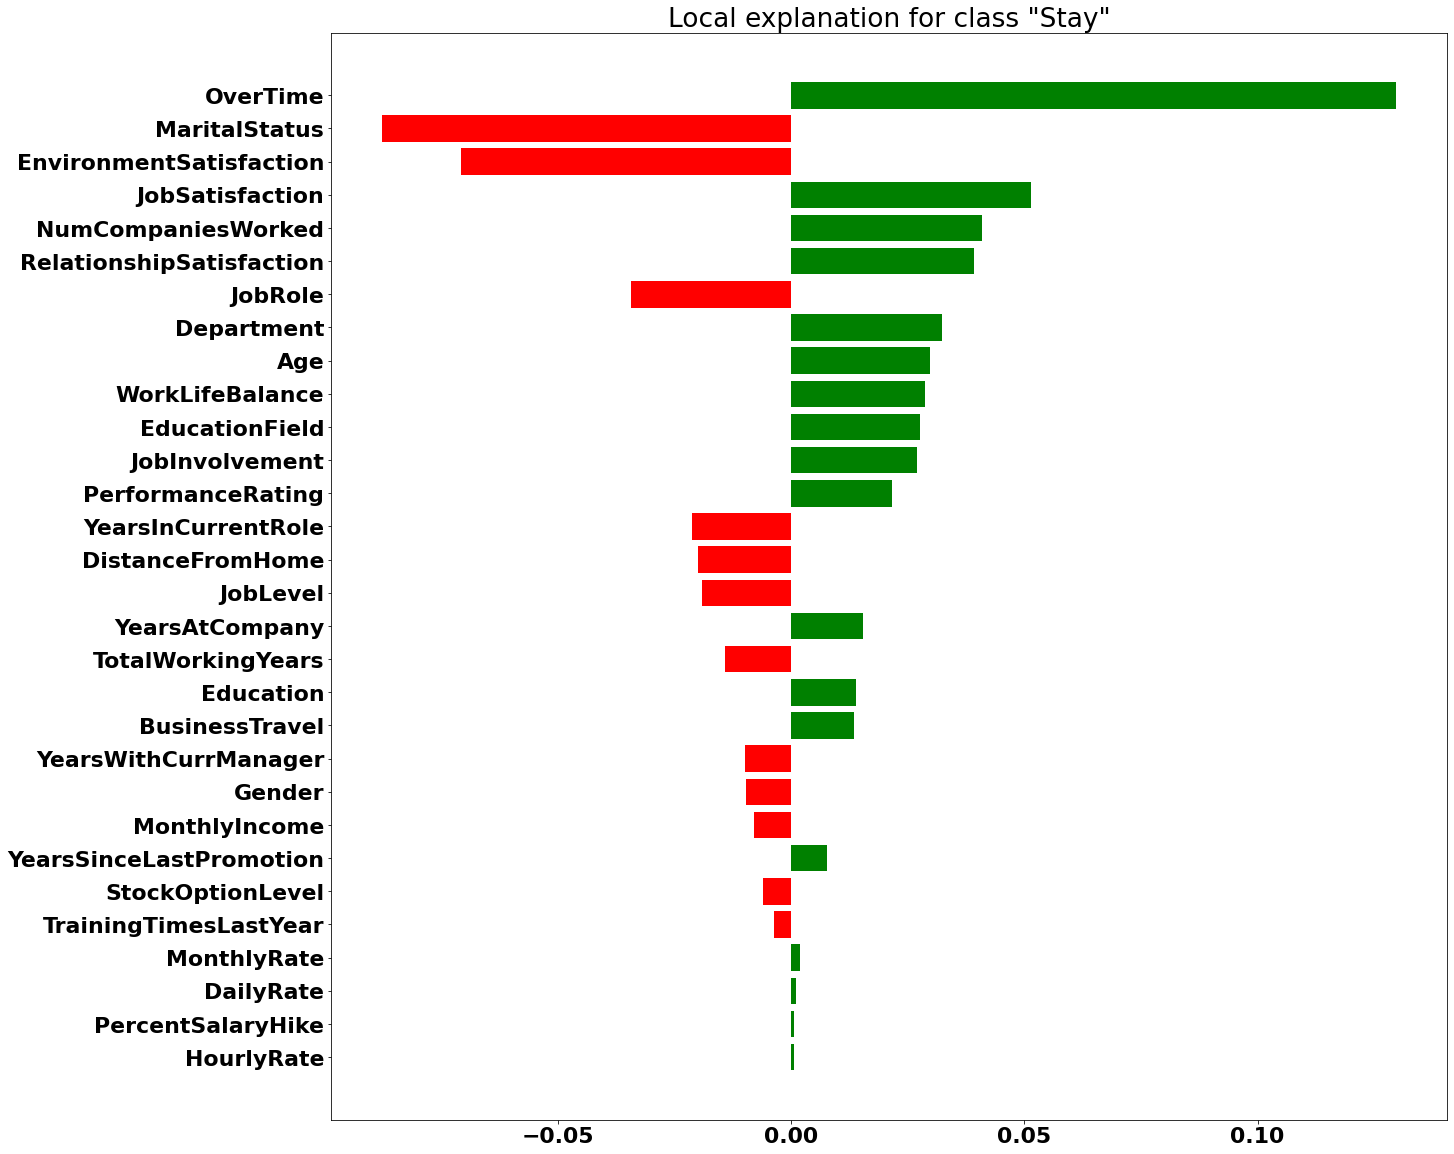 Local explanation for class "Stay"
OverTime
MaritalStatus
EnvironmentSatisfaction
JobSatisfaction
NumCompaniesWorked
RelationshipSatisfaction
JobRole
Department
Age
WorkLifeBalance
EducationField
JobInvolvement
PerformanceRating
YearsInCurrentRole
DistanceFromHome
JobLevel
YearsAtCompany
TotalWorkingYears
Education
BusinessTravel
YearsWithCurrManager
Gender
MonthlyIncome
YearsSinceLastPromotion
StockOptionLevel
TrainingTimesLastYear
MonthlyRate
DailyRate
PercentSalaryHike
HourlyRate
−0.05 0.00 0.05 0.10